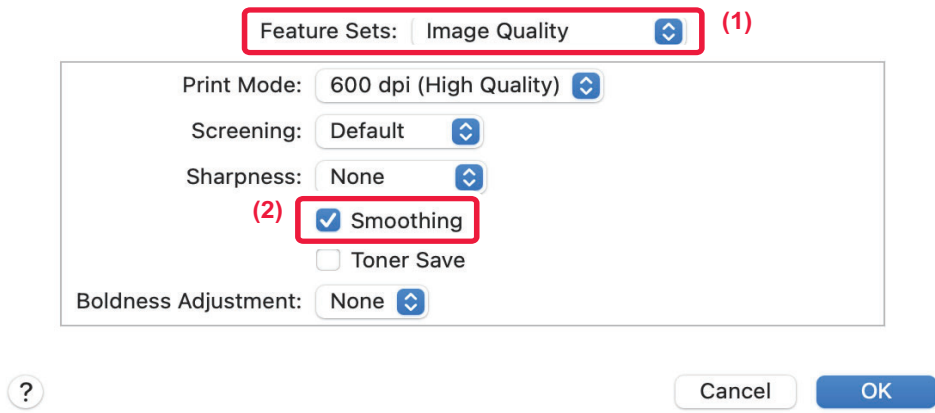 Feature Sets: Image Quality (1)
Print Mode: 600 dpi (High Quality)
Screening: Default
Sharpness: None
(2) Smoothing
Toner Save
Boldness Adjustment: None
? Cancel OK